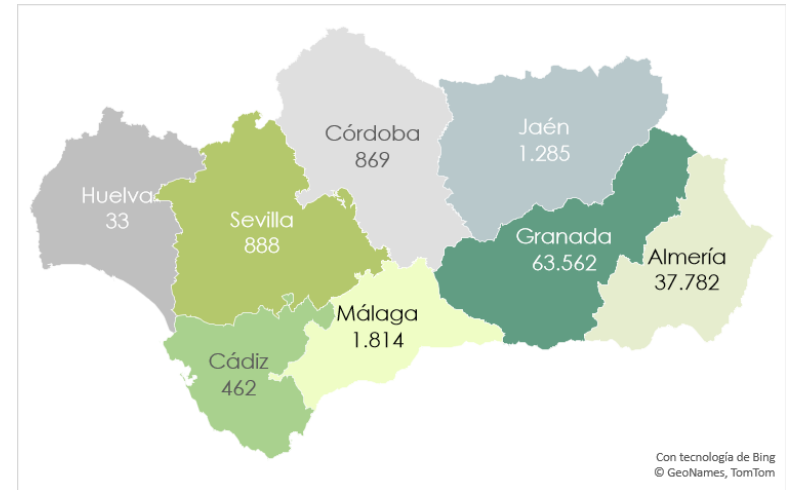 Córdoba
869
Jaén
1.285
Huelva
33
Sevilla
888
Granada
63.562
Almería
37.782
Málaga
1.814
Cádiz
462
Con tecnología de Bing
© GeoNames, TomTom